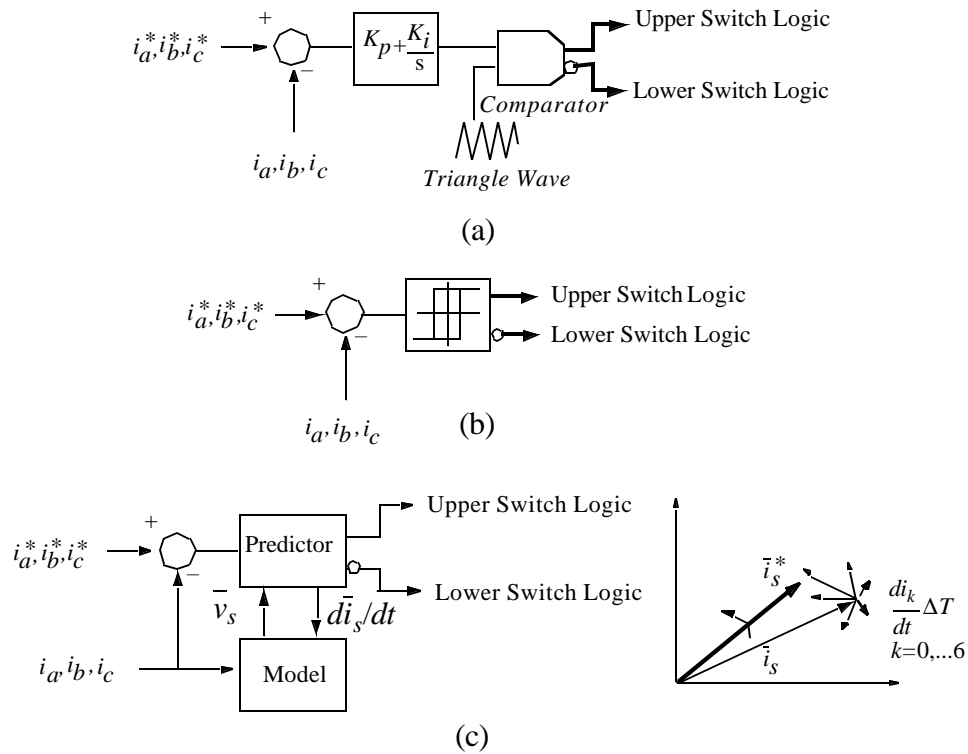 Upper Switch Logic
i*a,i*b,i*c
+
−
Kp+Ki/s
Lower Switch Logic
Comparator
ia,ib,ic
Triangle Wave
(a)
+
i*a,i*b,i*c
−
Upper Switch Logic
Lower Switch Logic
ia,ib,ic
(b)
Upper Switch Logic
+
i*a,i*b,i*c
−
Predictor
Lower Switch Logic
v̅s
di̅s/dt
ia,ib,ic
Model
i̅s*
i̅s
dik/dt ΔT
k=0,...6
(c)